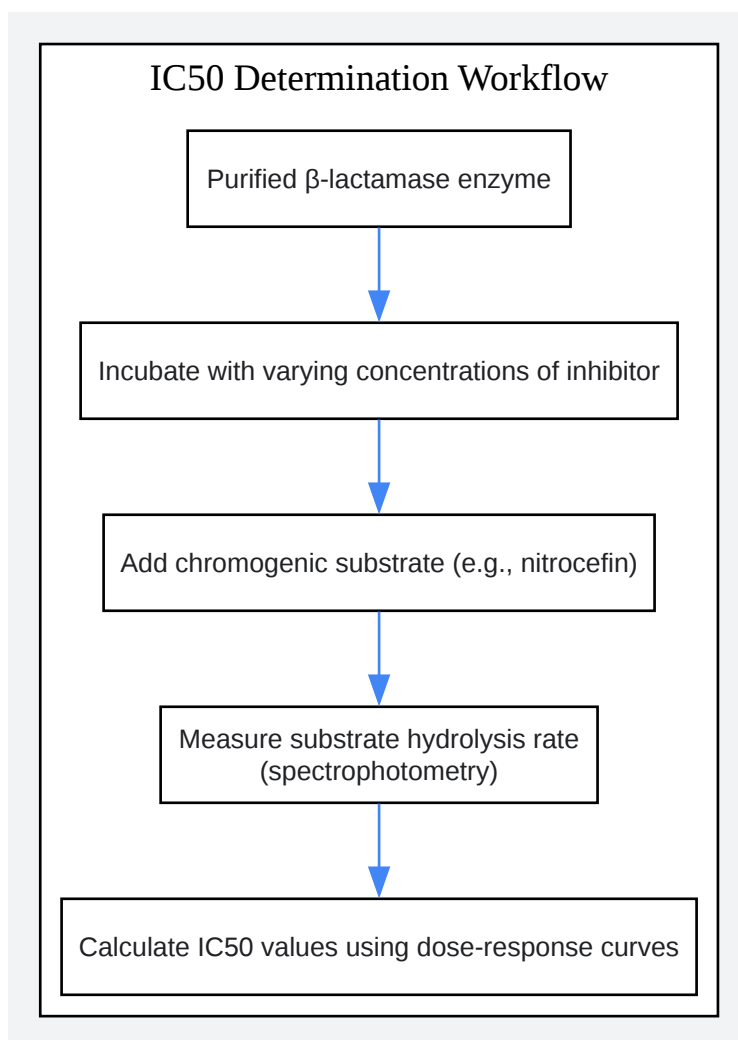 IC50 Determination Workflow
Purified β-lactamase enzyme
Incubate with varying concentrations of inhibitor
Add chromogenic substrate (e.g., nitrocefin)
Measure substrate hydrolysis rate
(spectrophotometry)
Calculate IC50 values using dose-response curves